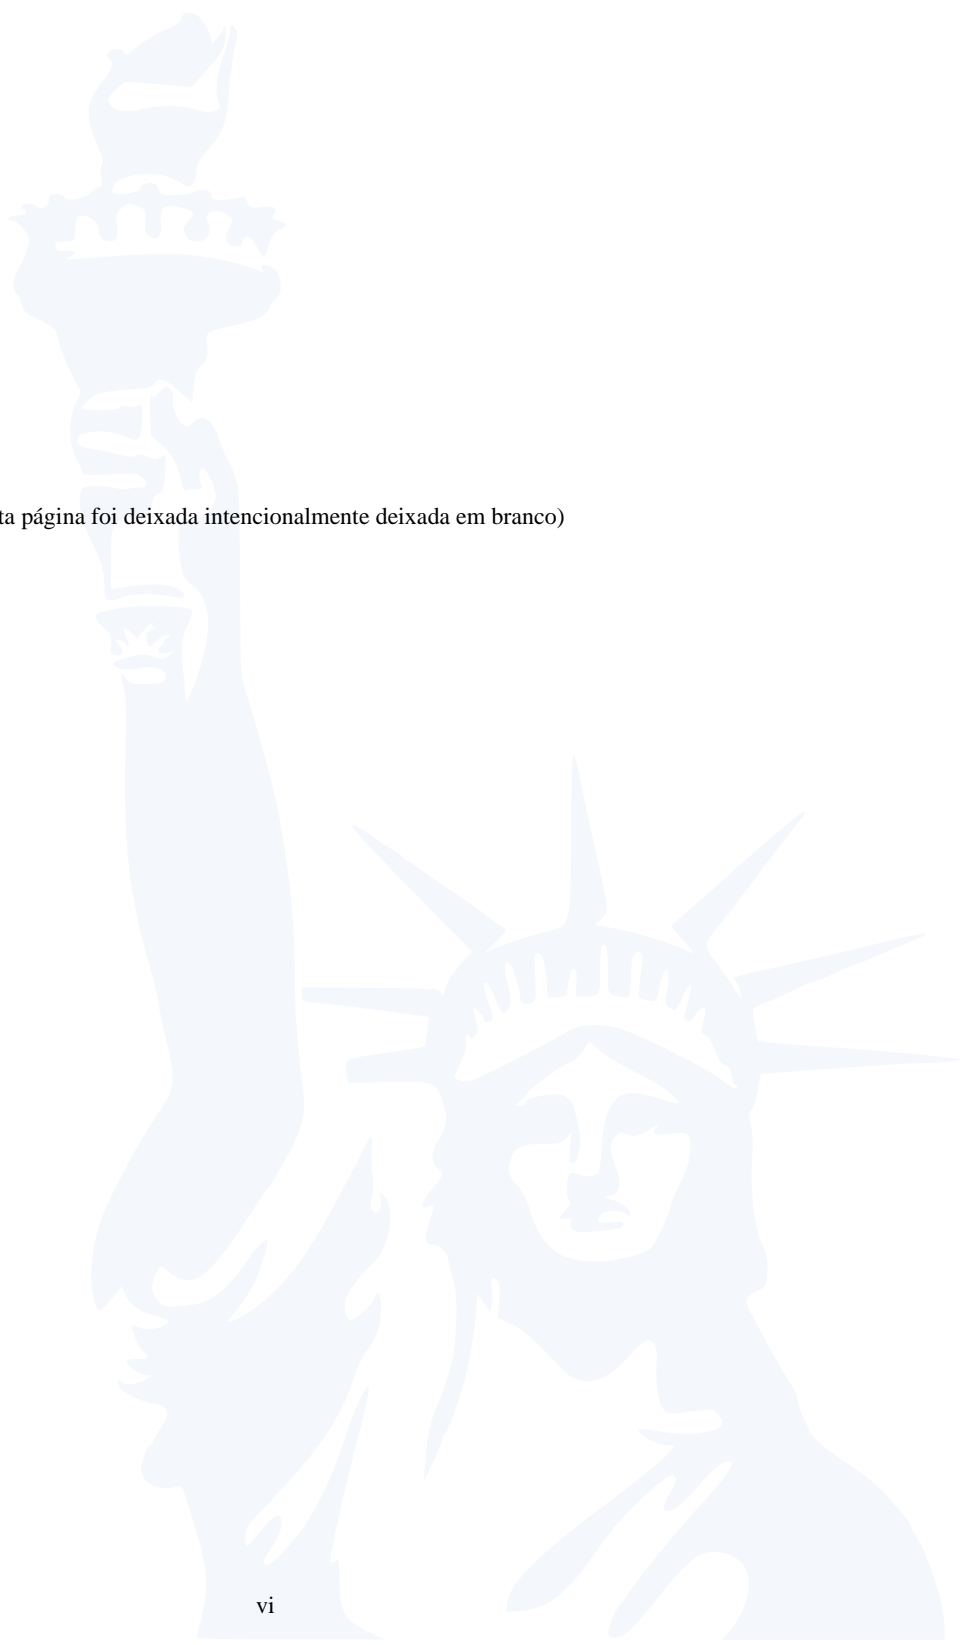 ta página foi deixada intencionalmente deixada em branco)
vi